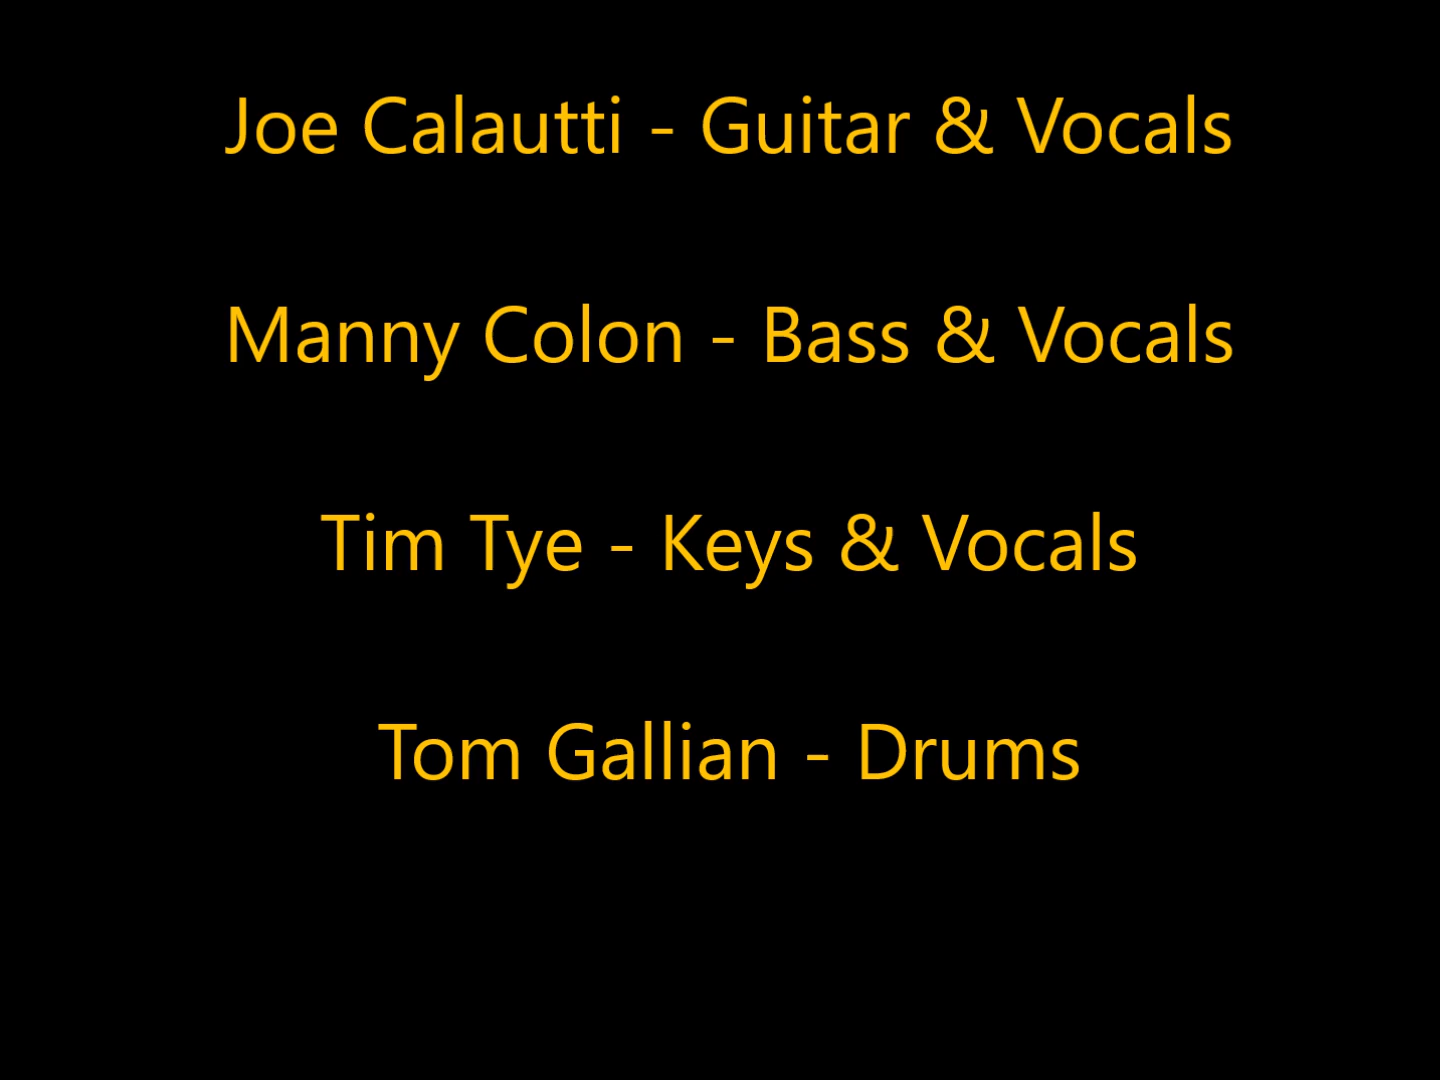 Joe Calautti - Guitar & Vocals
Manny Colon - Bass & Vocals
Tim Tye - Keys & Vocals
Tom Gallian - Drums